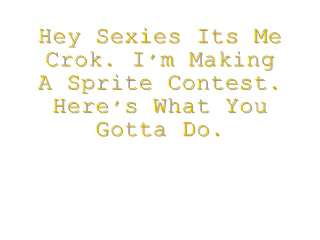 Hey Sexies Its Me
Crok. I'm Making
A Sprite Contest.
Here's What You
Gotta Do.